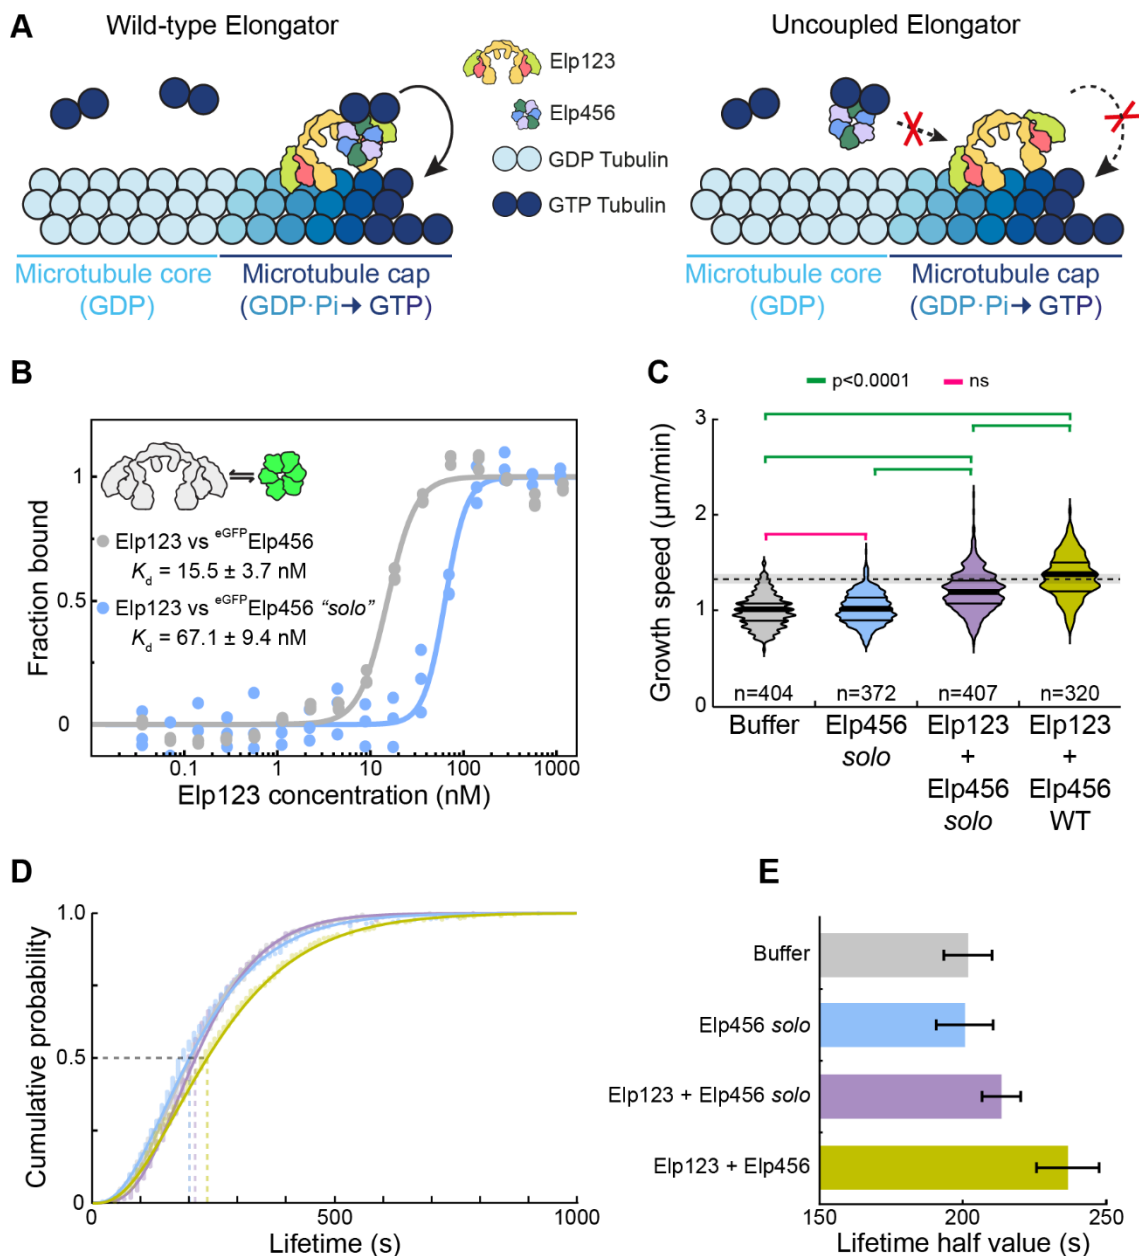 A
Wild-type Elongator
Uncoupled Elongator
Elp123
Elp456
GDP Tubulin
GTP Tubulin
Microtubule core
(GDP)
Microtubule cap
(GDP·Pi→ GTP)
Microtubule core
(GDP)
Microtubule cap
(GDP·Pi→ GTP)
B
Fraction bound
1
0.5
0
Elp123 vs eGFPElp456
Kd = 15.5 ± 3.7 nM
Elp123 vs eGFPElp456 “solo”
Kd = 67.1 ± 9.4 nM
0.1 1 10 100 1000
Elp123 concentration (nM)
C
p<0.0001 ns
Growth speed (µm/min)
3
2
1
0
n=404 n=372 n=407 n=320
Buffer
Elp456
solo
Elp123
+
Elp456
solo
Elp123
+
Elp456
WT
D
Cumulative probability
1.0
0.5
0
0 500 1000
Lifetime (s)
E
Buffer
Elp456 solo
Elp123 + Elp456 solo
Elp123 + Elp456
150 200 250
Lifetime half value (s)